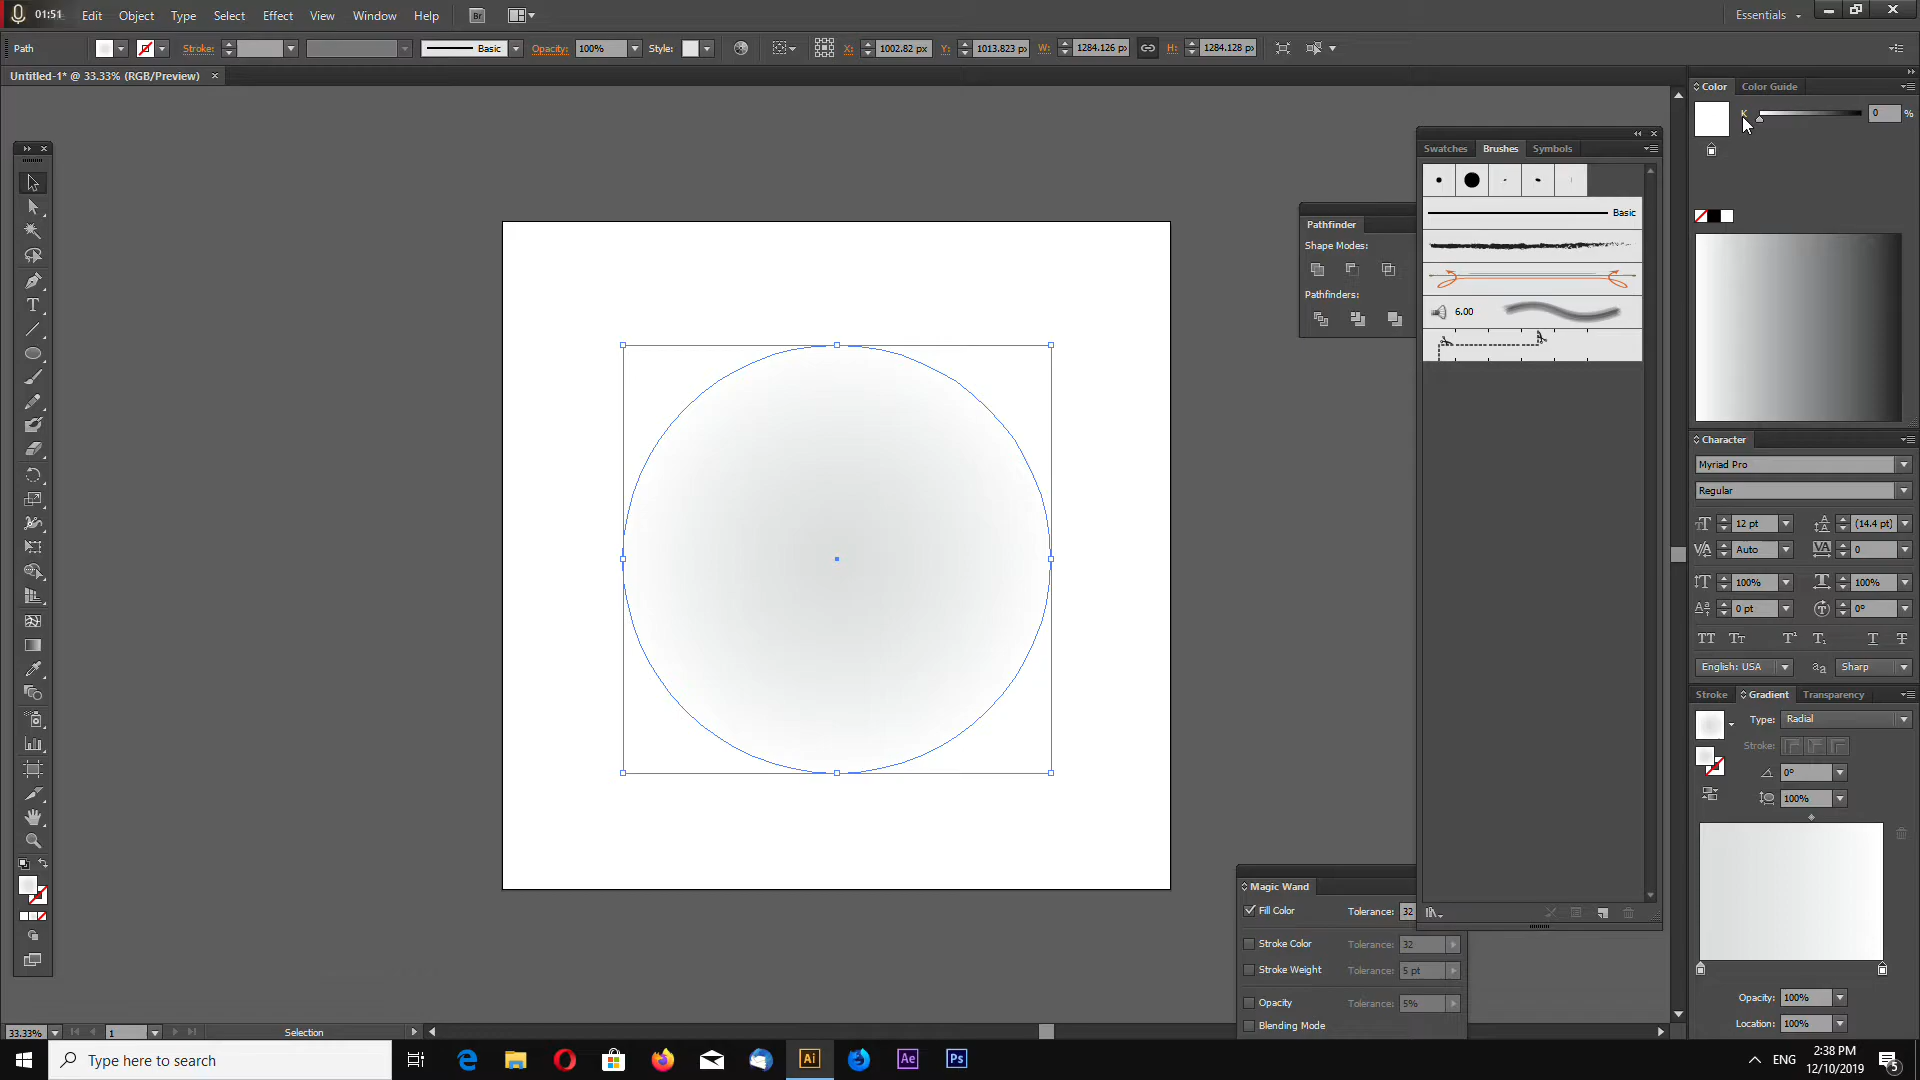 01:51 Edit Object Type Select Effect View Window Help Br Essentials
Path Stroke: Basic Opacity: 100% Style: X: 1002.82 px Y: 1013.823 px W: 1284.126 px H: 1284.128 px
Untitled-1* @ 33.33% (RGB/Preview)
Color Color Guide
K 0 %
Swatches Brushes Symbols
Basic
6.00
Pathfinder
Shape Modes:
Pathfinders:
Character
Myriad Pro
Regular
12 pt (14.4 pt)
Auto 0
100% 100%
0 pt 0°
English: USA Sharp
Stroke Gradient Transparency
Type: Radial
Stroke:
0°
100%
Opacity: 100%
Location: 100%
Magic Wand
Fill Color Tolerance: 32
Stroke Color Tolerance: 32
Stroke Weight Tolerance: 5 pt
Opacity Tolerance: 5%
Blending Mode
33.33% 1 Selection
Type here to search
Ai Ae Ps
ENG 2:38 PM
12/10/2019
5